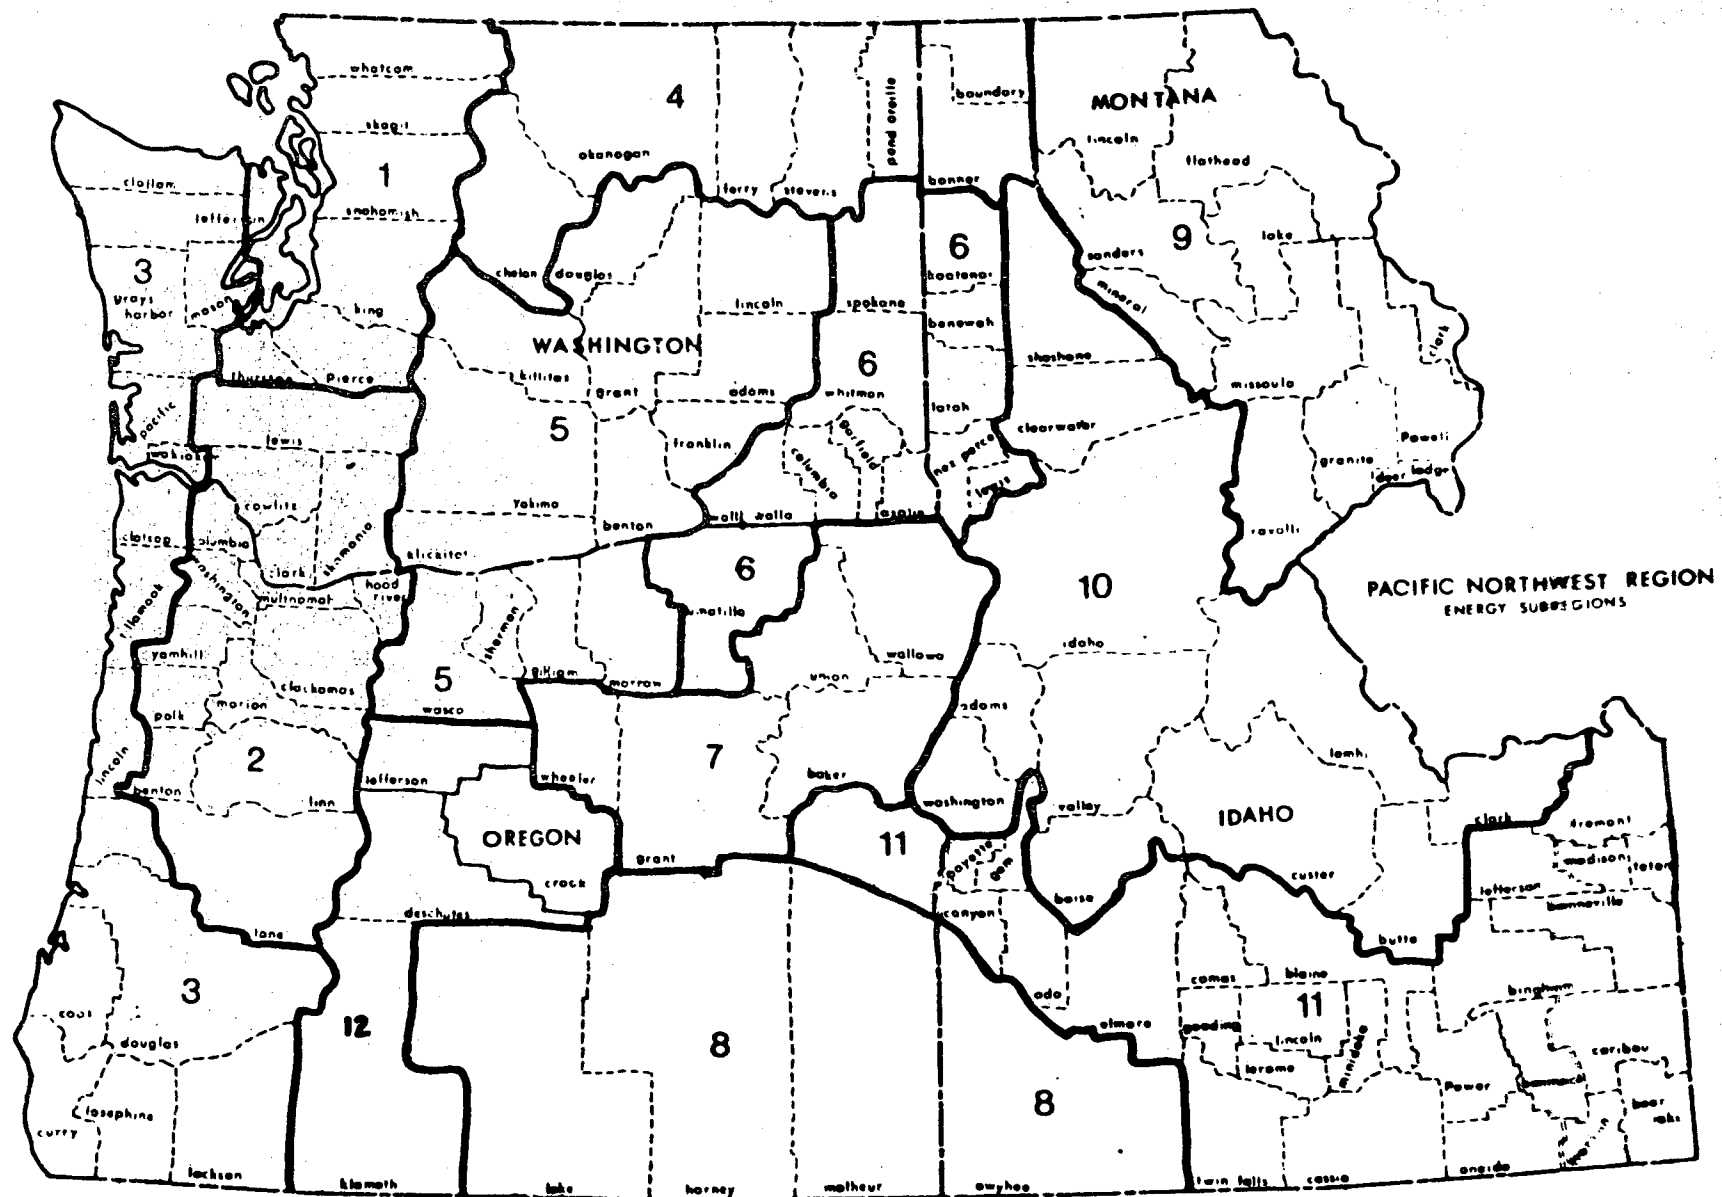 whatcom
4
boundary
MONTANA
pend oreille
skagit
lincoln
okanogan
flathead
1
clallam
bonner
ferry
stevens
jefferson
snohomish
6
9
lake
3
sanders
chelan
douglas
kootenai
mineral
grays
harbor
mason
king
lincoln
spokane
benewah
clark
WASHINGTON
6
shoshone
thurston
pierce
kittitas
grant
adams
whitman
missoula
pacific
latah
5
clearwater
lewis
franklin
garfield
nez perce
Powell
columbia
granite
deer lodge
lewis
cowlitz
yakima
benton
walla walla
asotin
clatsop
columbia
skamania
klickitat
ravalli
6
clark
hood
river
10
PACIFIC NORTHWEST REGION
ENERGY SUBREGIONS
washington
multnomah
tillamook
umatilla
sherman
yamhill
wallowa
idaho
gilliam
morrow
union
5
clackamas
marion
wasco
adams
polk
2
7
lincoln
jefferson
wheeler
baker
lemhi
benton
linn
washington
valley
IDAHO
OREGON
11
clark
fremont
payette
gem
grant
madison
teton
crook
custer
jefferson
boise
bonneville
deschutes
canyon
lane
butte
3
camas
blaine
ada
11
bingham
coos
12
8
elmore
gooding
lincoln
minidoka
douglas
jerome
caribou
8
Power
bannock
josephine
bear
curry
jackson
klamath
lake
harney
malheur
owyhee
twin falls
cassia
oneida